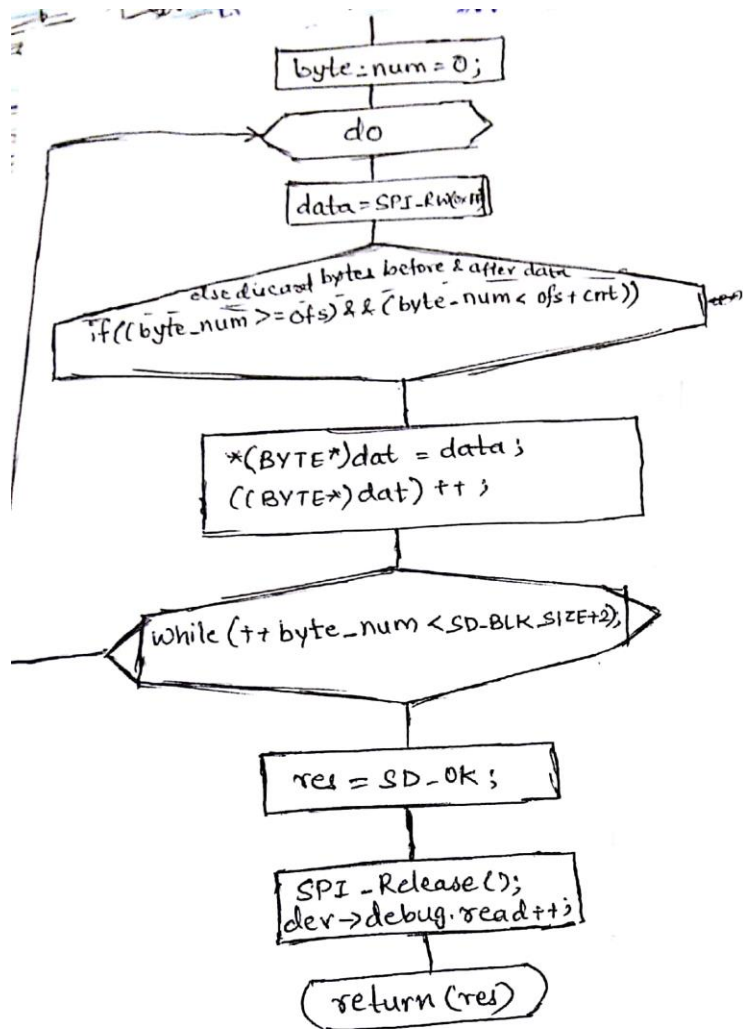 byte_num = 0;
do
data = SPI_RW(0xff)
else discard bytes before & after data
if((byte_num >= ofs) && (byte_num < ofs + cnt))
*(BYTE*)dat = data;
((BYTE*)dat) ++;
while (++byte_num < SD_BLK_SIZE+2);
res = SD_OK;
SPI_Release();
dev->debug.read++;
return (res)